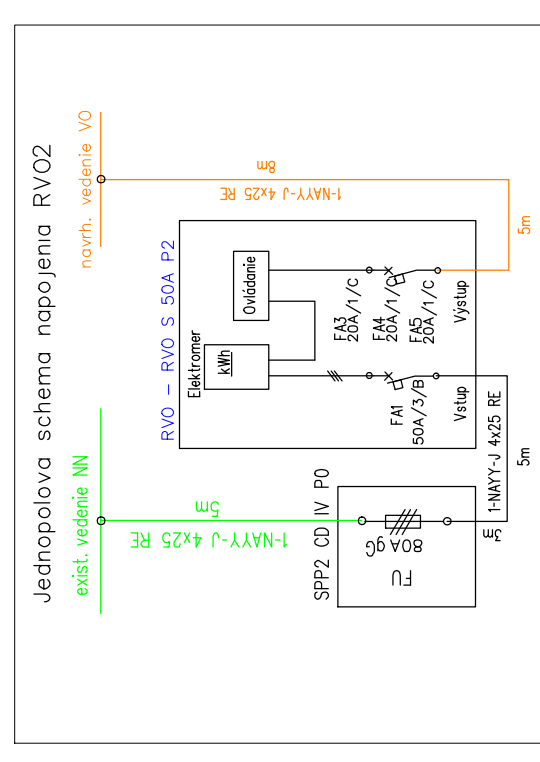 Jednopolova schema napojenia RVO2
exist. vedenie NN
navrh. vedenie VO
5m
1-NAYY-J 4x25 RE
8m
1-NAYY-J 4x25 RE
RVO – RVO S 50A P2
Elektromer
kWh
Ovládanie
FA1
50A/3/B
FA3
20A/1/C
FA4
20A/1/C
FA5
20A/1/C
Vstup
Výstup
SPP2 CD IV P0
80A gG
FU
5m
1-NAYY-J 4x25 RE
5m
5m